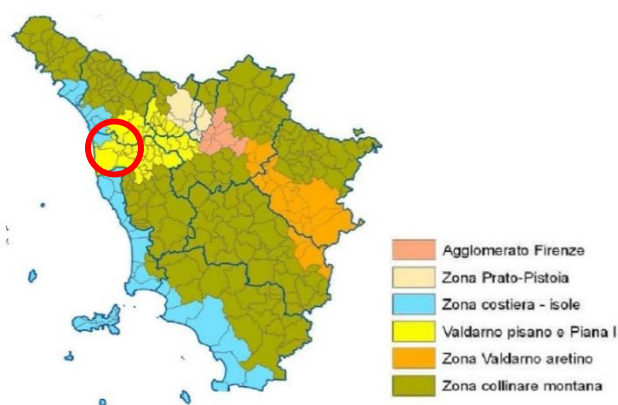 Agglomerato Firenze
Zona Prato-Pistoia
Zona costiera - isole
Valdarno pisano e Piana l
Zona Valdarno aretino
Zona collinare montana